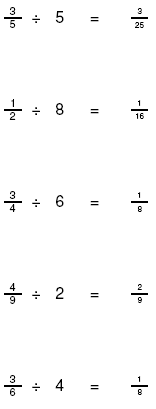 3/5 ÷ 5 = 3/25
1/2 ÷ 8 = 1/16
3/4 ÷ 6 = 1/8
4/9 ÷ 2 = 2/9
3/6 ÷ 4 = 1/8